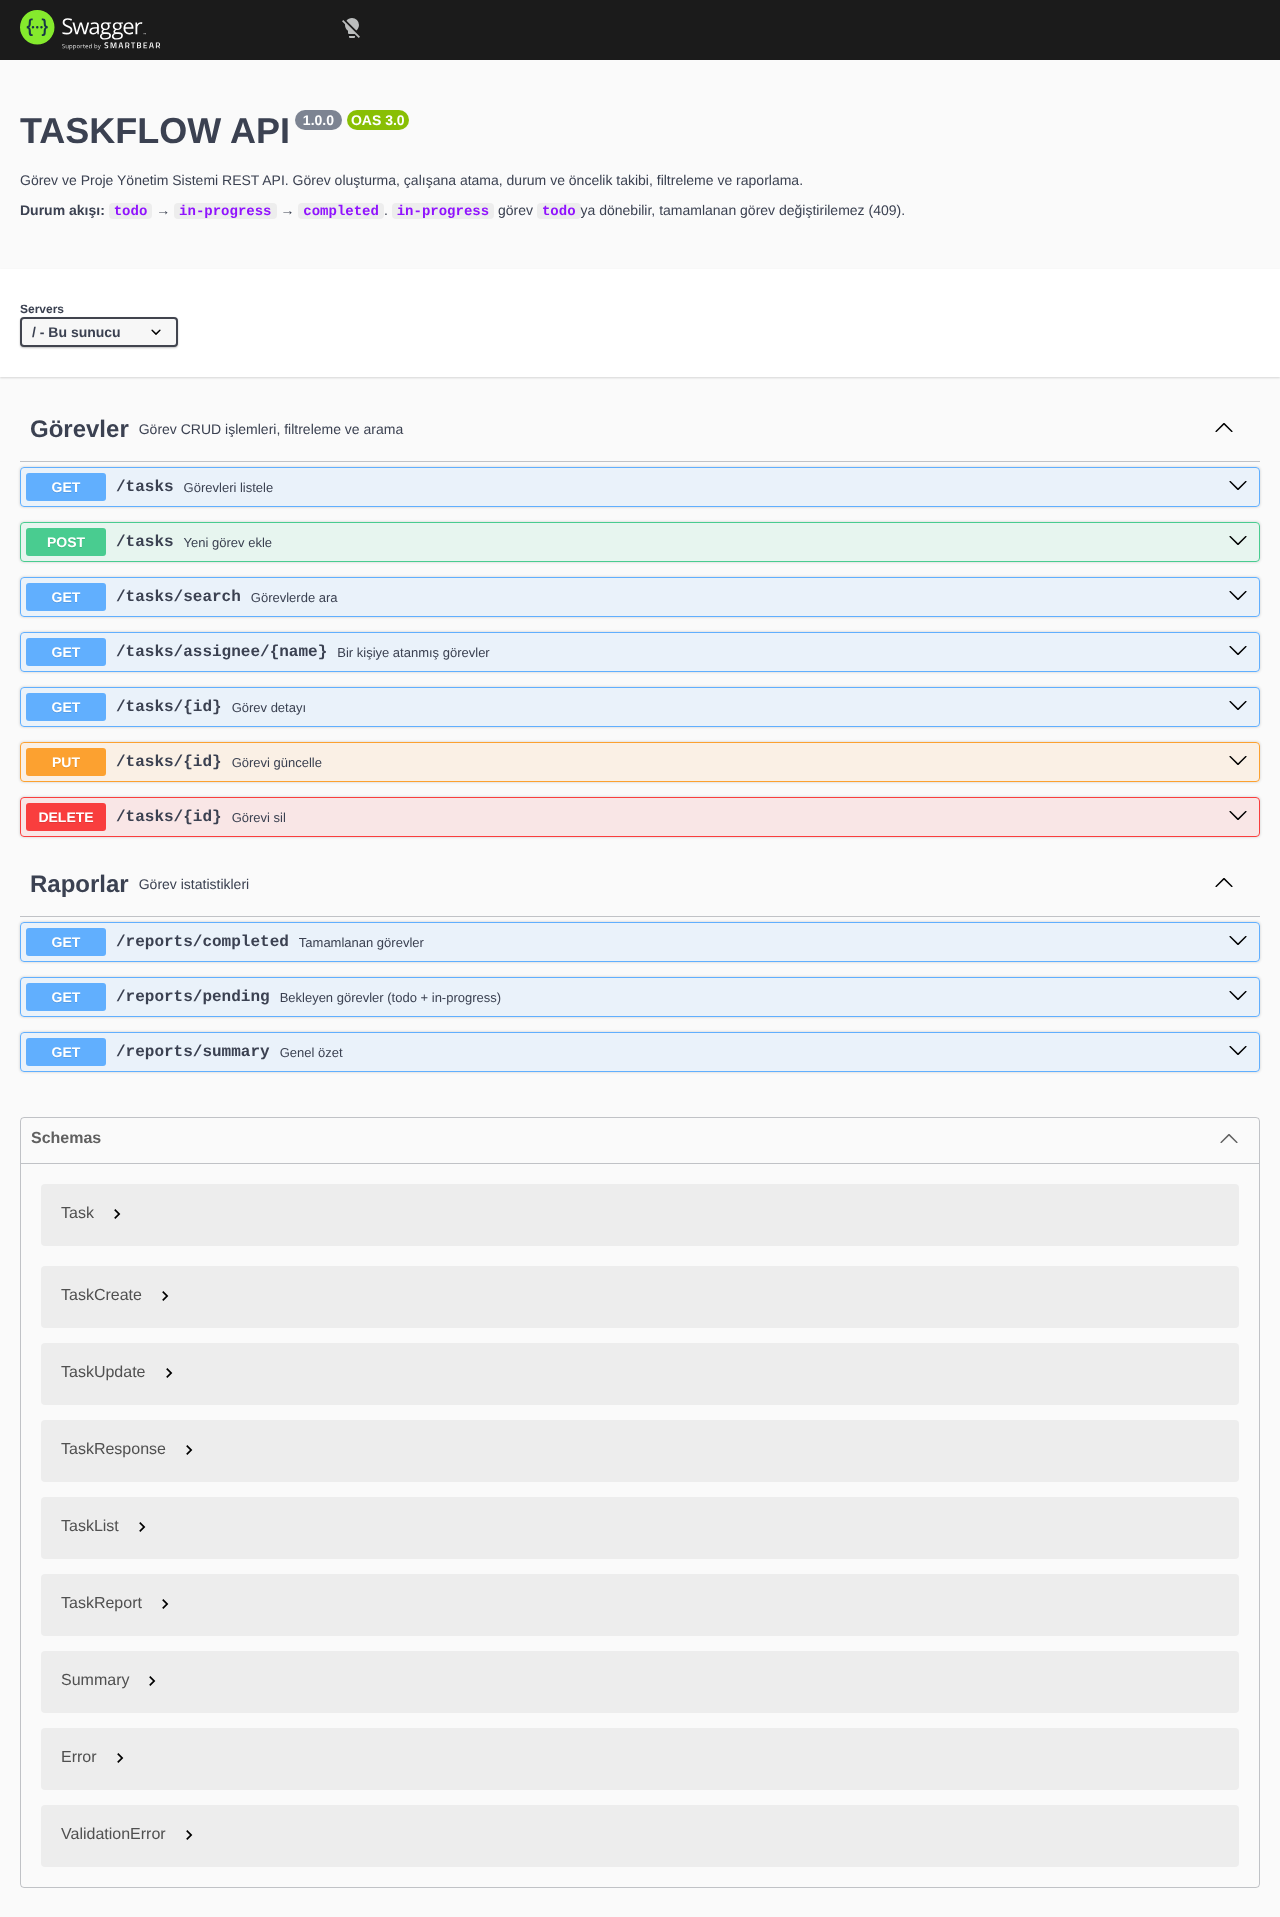 Swagger
Supported by SMARTBEAR
TASKFLOW API 1.0.0 OAS 3.0
Görev ve Proje Yönetim Sistemi REST API. Görev oluşturma, çalışana atama, durum ve öncelik takibi, filtreleme ve raporlama.
Durum akışı: todo → in-progress → completed. in-progress görev todo ya dönebilir, tamamlanan görev değiştirilemez (409).
Servers
/ - Bu sunucu
Görevler Görev CRUD işlemleri, filtreleme ve arama
GET /tasks Görevleri listele
POST /tasks Yeni görev ekle
GET /tasks/search Görevlerde ara
GET /tasks/assignee/{name} Bir kişiye atanmış görevler
GET /tasks/{id} Görev detayı
PUT /tasks/{id} Görevi güncelle
DELETE /tasks/{id} Görevi sil
Raporlar Görev istatistikleri
GET /reports/completed Tamamlanan görevler
GET /reports/pending Bekleyen görevler (todo + in-progress)
GET /reports/summary Genel özet
Schemas
Task
TaskCreate
TaskUpdate
TaskResponse
TaskList
TaskReport
Summary
Error
ValidationError